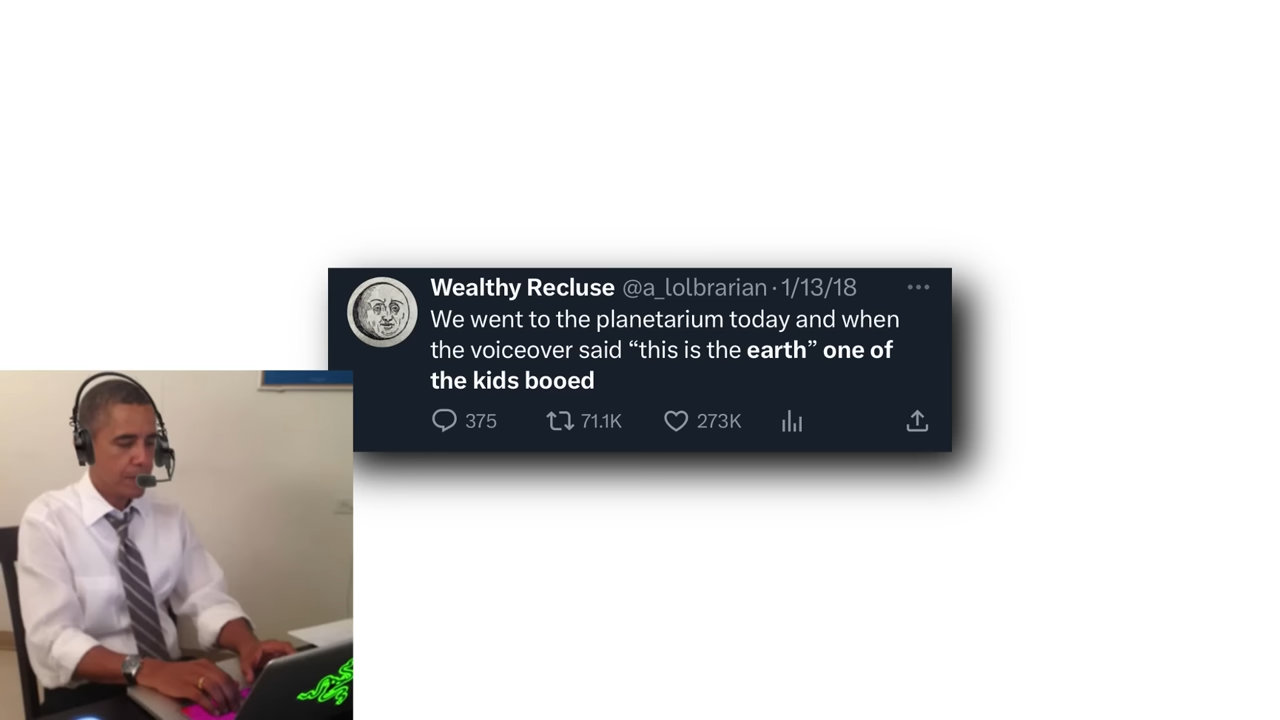 Wealthy Recluse @a_lolbrarian · 1/13/18
We went to the planetarium today and when
the voiceover said “this is the earth” one of
the kids booed
375 71.1K 273K